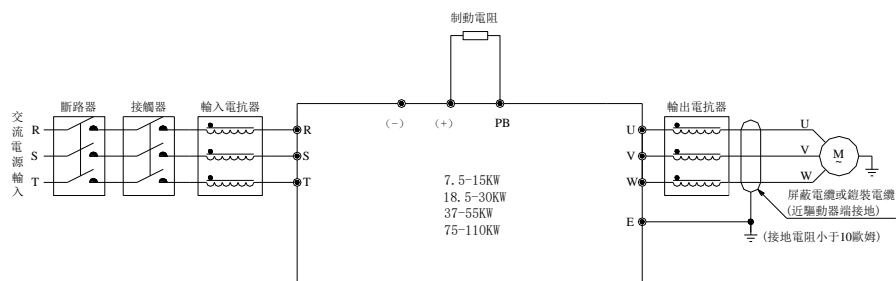 制動電阻
斷路器
接觸器
輸入電抗器
輸出電抗器
交流電源輸入
R
S
T
R
S
T
(-)
(+)
PB
7.5-15KW
18.5-30KW
37-55KW
75-110KW
U
V
W
E
U
V
W
M
~
屏蔽電纜或鎧裝電纜
(近驅動器端接地)
(接地電阻小于10歐姆)